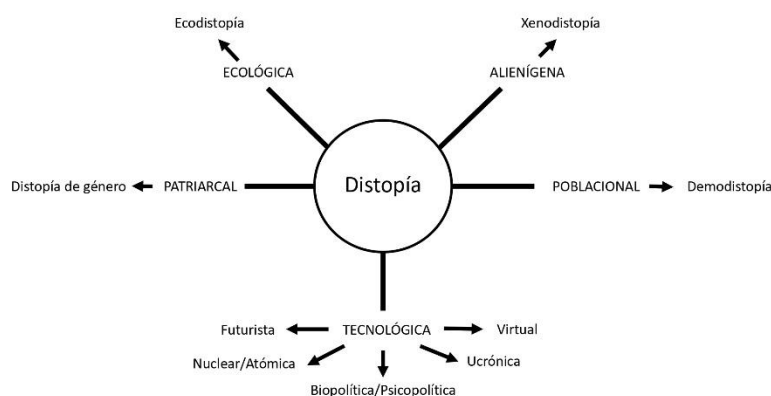 Ecodistopía
Xenodistopía
ECOLÓGICA
ALIENÍGENA
Distopía de género
PATRIARCAL
Distopía
POBLACIONAL
Demodistopía
Futurista
TECNOLÓGICA
Virtual
Nuclear/Atómica
Ucrónica
Biopolítica/Psicopolítica